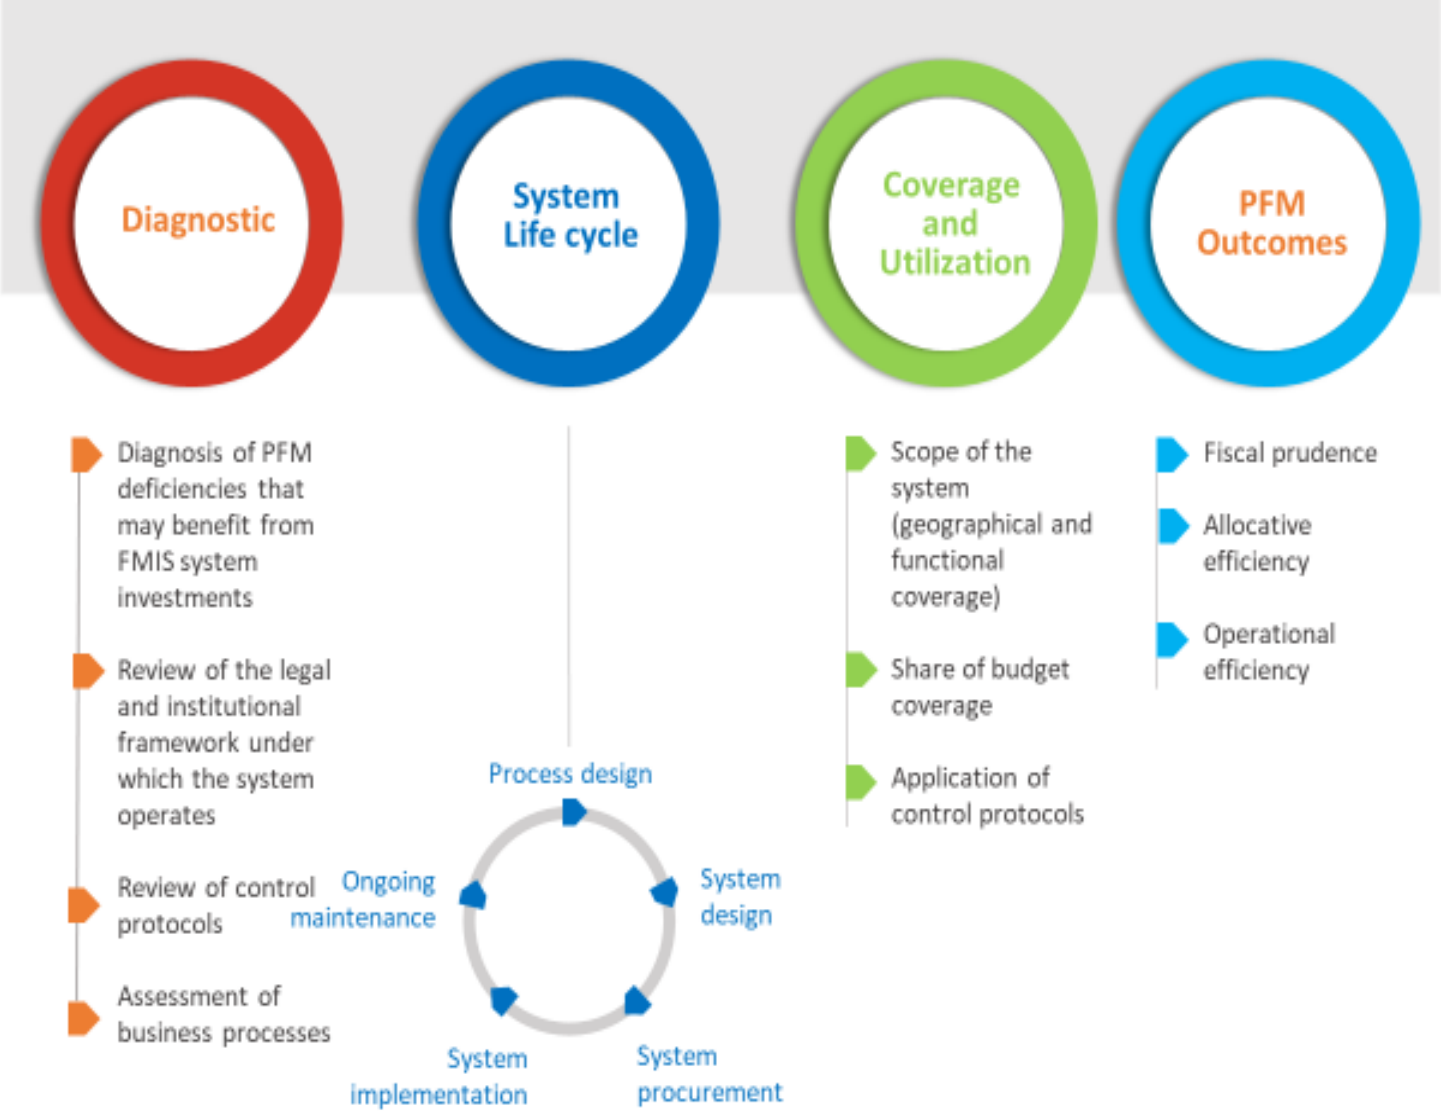 Diagnostic
System
Life cycle
Coverage
and
Utilization
PFM
Outcomes
Diagnosis of PFM
deficiencies that
may benefit from
FMIS system
investments
Review of the legal
and institutional
framework under
which the system
operates
Review of control
protocols
Assessment of
business processes
Process design
System
design
System
procurement
System
implementation
Ongoing
maintenance
Scope of the
system
(geographical and
functional
coverage)
Share of budget
coverage
Application of
control protocols
Fiscal prudence
Allocative
efficiency
Operational
efficiency